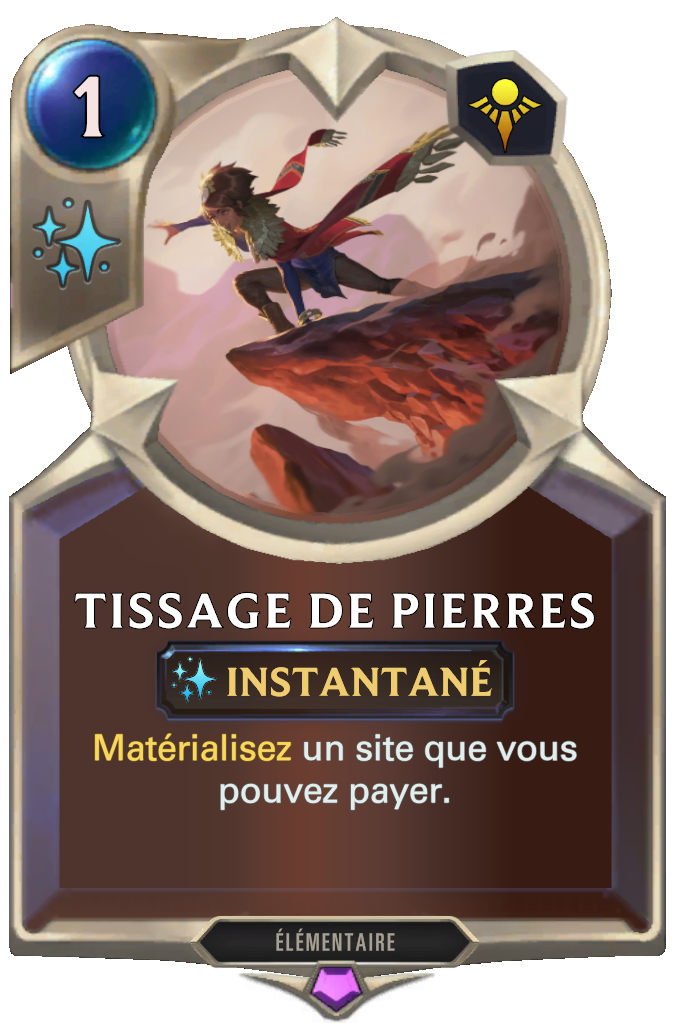 1
TISSAGE DE PIERRES
INSTANTANÉ
Matérialisez un site que vous
pouvez payer.
ÉLÉMENTAIRE